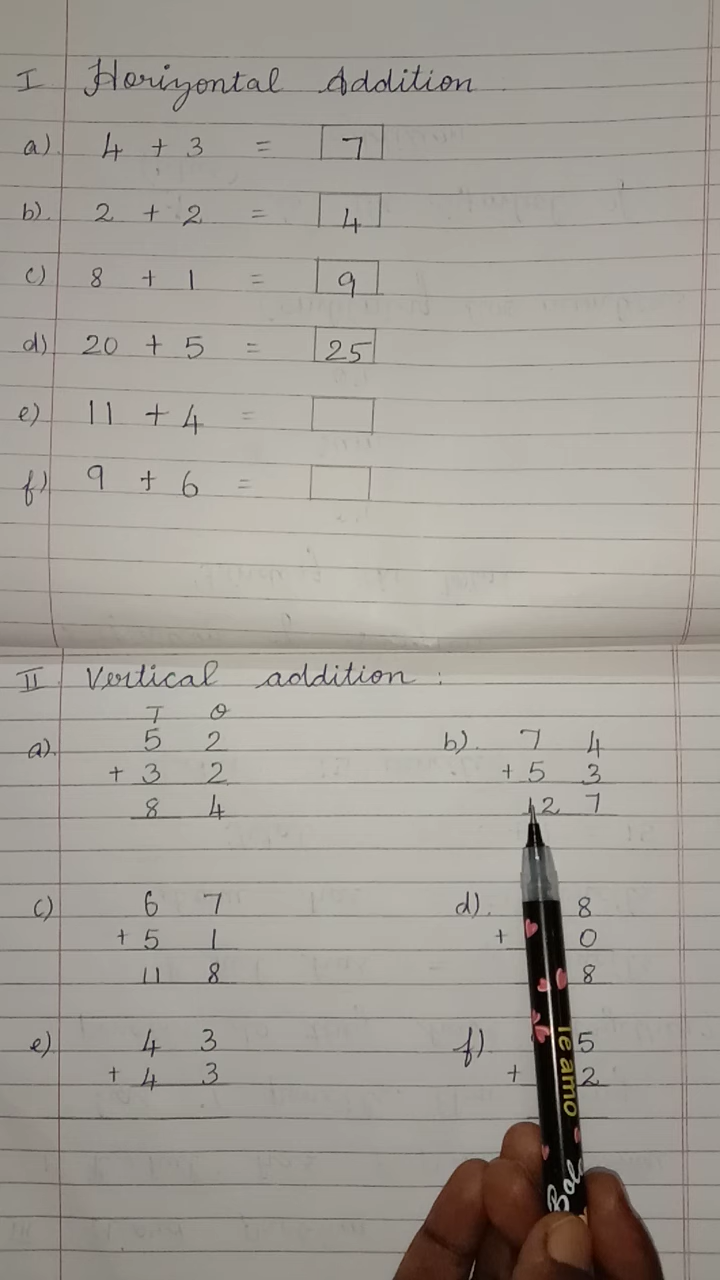 I Horizontal Addition
a). 4 + 3 = 7
b). 2 + 2 = 4
c) 8 + 1 = 9
d) 20 + 5 = 25
e) 11 + 4 =
f) 9 + 6 =
II Vertical addition :
T O
a). 5 2
+ 3 2
8 4
b). 7 4
+ 5 3
12 7
c) 6 7
+ 5 1
11 8
d). 8
+ 0
8
e) 4 3
+ 4 3
f) 5
+ 2
Te amo